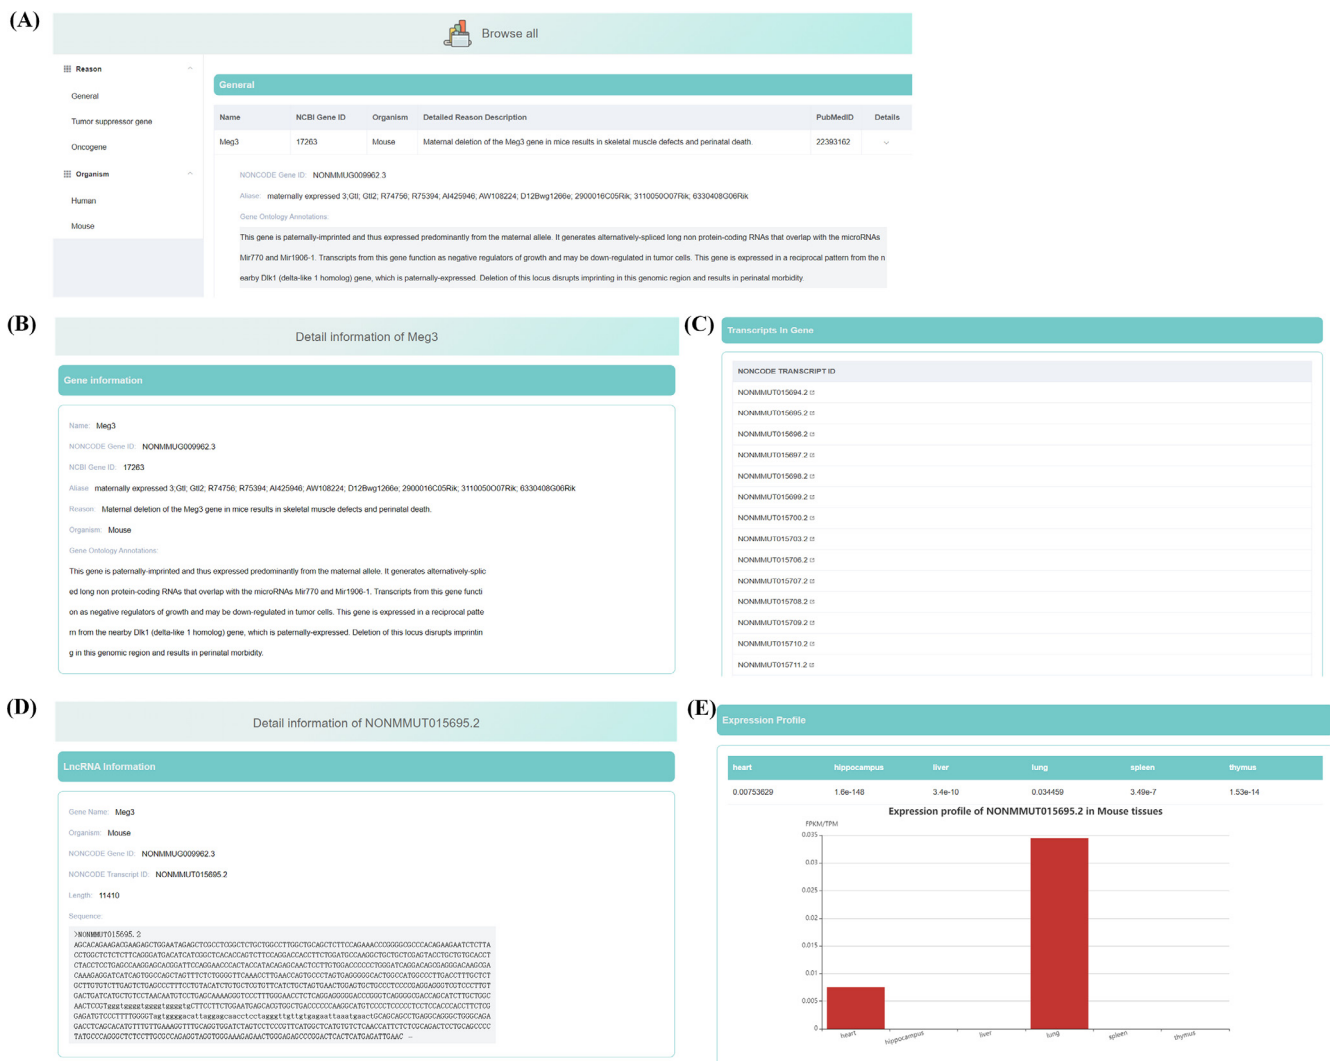 (A)
Browse all
Reason
General
Tumor suppressor gene
Oncogene
Organism
Human
Mouse
General
Name NCBI Gene ID Organism Detailed Reason Description PubMedID Details
Meg3 17263 Mouse Maternal deletion of the Meg3 gene in mice results in skeletal muscle defects and perinatal death. 22393162
NONCODE Gene ID: NONMMUG009962.3
Aliase: maternally expressed 3;Gtl; Gtl2; R74756; R75394; AI425946; AW108224; D12Bwg1266e; 2900016C05Rik; 3110050O07Rik; 6330408G06Rik
Gene Ontology Annotations:
This gene is paternally-imprinted and thus expressed predominantly from the maternal allele. It generates alternatively-spliced long non protein-coding RNAs that overlap with the microRNAs
Mir770 and Mir1906-1. Transcripts from this gene function as negative regulators of growth and may be down-regulated in tumor cells. This gene is expressed in a reciprocal pattern from the n
earby Dlk1 (delta-like 1 homolog) gene, which is paternally-expressed. Deletion of this locus disrupts imprinting in this genomic region and results in perinatal morbidity.
(B)
Detail information of Meg3
Gene information
Name: Meg3
NONCODE Gene ID: NONMMUG009962.3
NCBI Gene ID: 17263
Aliase maternally expressed 3;Gtl; Gtl2; R74756; R75394; AI425946; AW108224; D12Bwg1266e; 2900016C05Rik; 3110050O07Rik; 6330408G06Rik
Reason: Maternal deletion of the Meg3 gene in mice results in skeletal muscle defects and perinatal death.
Organism: Mouse
Gene Ontology Annotations:
This gene is paternally-imprinted and thus expressed predominantly from the maternal allele. It generates alternatively-splic
ed long non protein-coding RNAs that overlap with the microRNAs Mir770 and Mir1906-1. Transcripts from this gene functi
on as negative regulators of growth and may be down-regulated in tumor cells. This gene is expressed in a reciprocal patte
rn from the nearby Dlk1 (delta-like 1 homolog) gene, which is paternally-expressed. Deletion of this locus disrupts imprintin
g in this genomic region and results in perinatal morbidity.
(C)
Transcripts In Gene
NONCODE TRANSCRIPT ID
NONMMUT015694.2
NONMMUT015695.2
NONMMUT015696.2
NONMMUT015697.2
NONMMUT015698.2
NONMMUT015699.2
NONMMUT015700.2
NONMMUT015703.2
NONMMUT015706.2
NONMMUT015707.2
NONMMUT015708.2
NONMMUT015709.2
NONMMUT015710.2
NONMMUT015711.2
(D)
Detail information of NONMMUT015695.2
LncRNA Information
Gene Name: Meg3
Organism: Mouse
NONCODE Gene ID: NONMMUG009962.3
NONCODE Transcript ID: NONMMUT015695.2
Length: 11410
Sequence:
>NONMMUT015695.2
(E)
Expression Profile
heart hippocampus liver lung spleen thymus
0.00753629 1.6e-148 3.4e-10 0.034459 3.49e-7 1.53e-14
Expression profile of NONMMUT015695.2 in Mouse tissues
FPKM/TPM
0.035
0.03
0.025
0.02
0.015
0.01
0.005
0
heart hippocampus liver lung spleen thymus